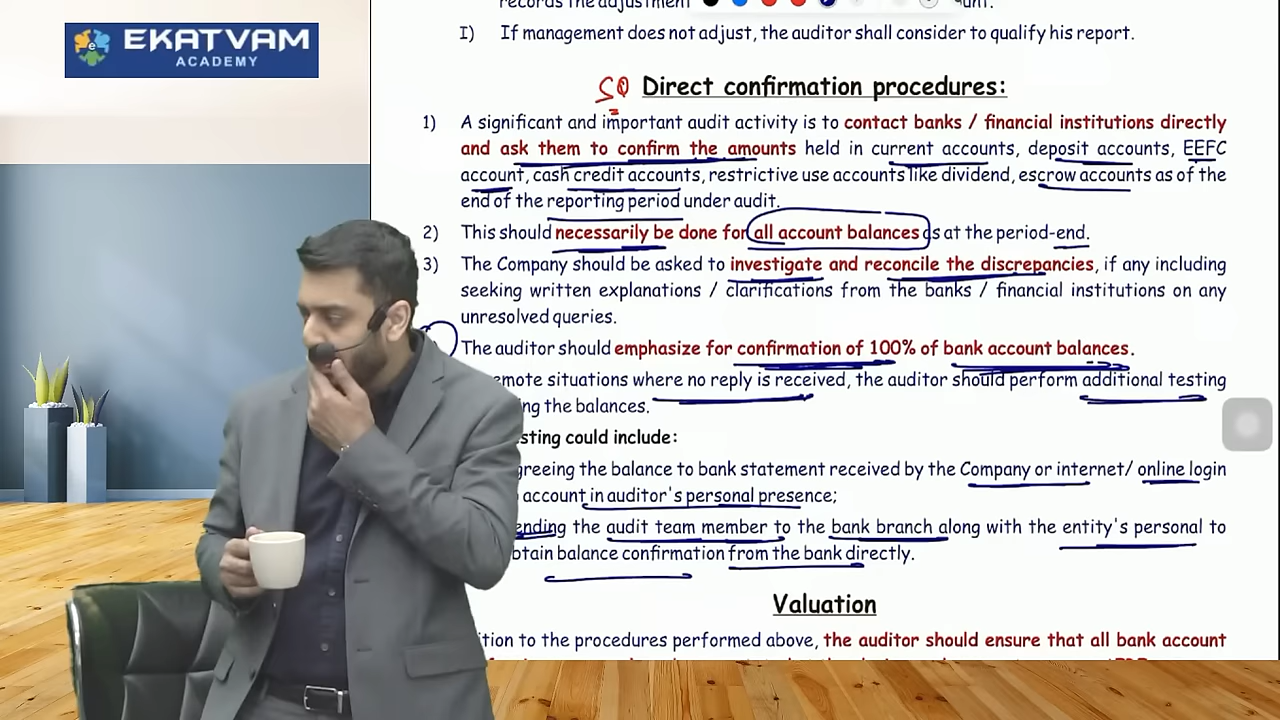 EKATVAM
ACADEMY
records the adjustment
I) If management does not adjust, the auditor shall consider to qualify his report.
SQ Direct confirmation procedures:
1) A significant and important audit activity is to contact banks / financial institutions directly
and ask them to confirm the amounts held in current accounts, deposit accounts, EEFC
account, cash credit accounts, restrictive use accounts like dividend, escrow accounts as of the
end of the reporting period under audit.
2) This should necessarily be done for all account balances as at the period-end.
3) The Company should be asked to investigate and reconcile the discrepancies, if any including
seeking written explanations / clarifications from the banks / financial institutions on any
unresolved queries.
The auditor should emphasize for confirmation of 100% of bank account balances.
emote situations where no reply is received, the auditor should perform additional testing
ing the balances.
sting could include:
greeing the balance to bank statement received by the Company or internet/ online login
account in auditor's personal presence;
ending the audit team member to the bank branch along with the entity's personal to
btain balance confirmation from the bank directly.
Valuation
ition to the procedures performed above, the auditor should ensure that all bank account